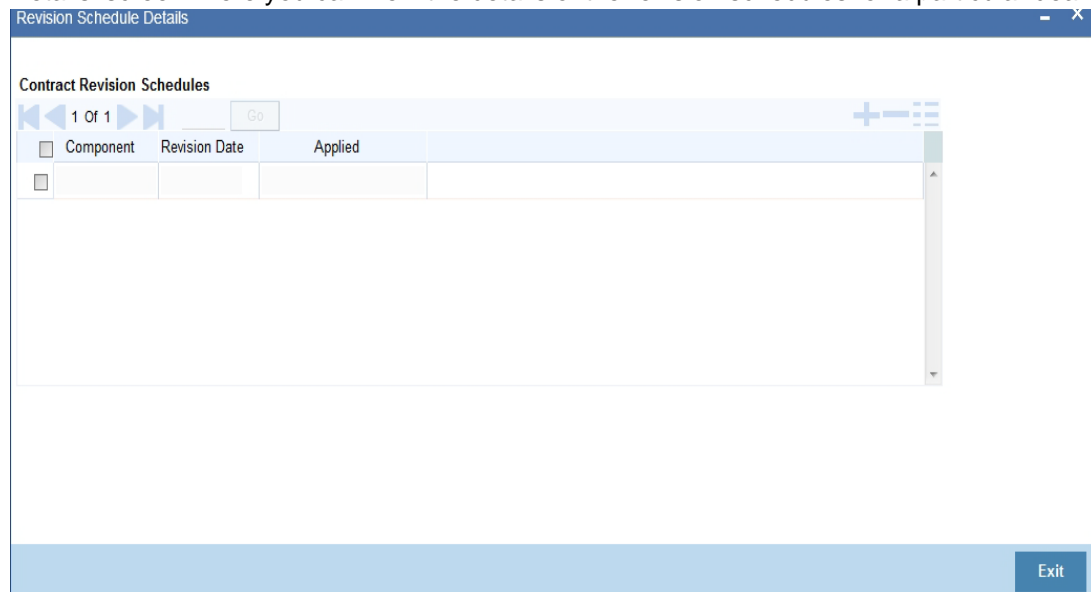 Revision Schedule Details
Contract Revision Schedules
1 Of 1 Go
Component Revision Date Applied
Exit